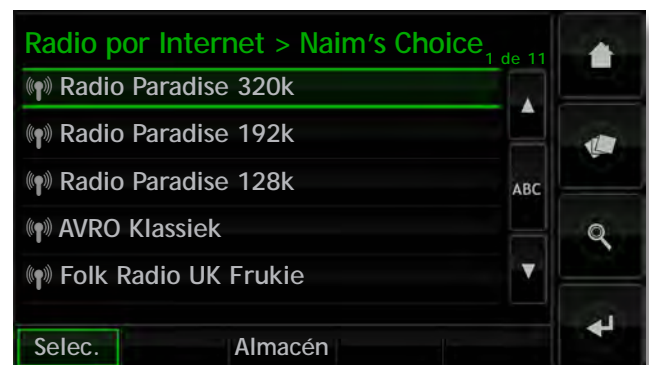 Radio por Internet > Naim's Choice
1 de 11
Radio Paradise 320k
Radio Paradise 192k
Radio Paradise 128k
ABC
AVRO Klassiek
Folk Radio UK Frukie
Selec.
Almacén